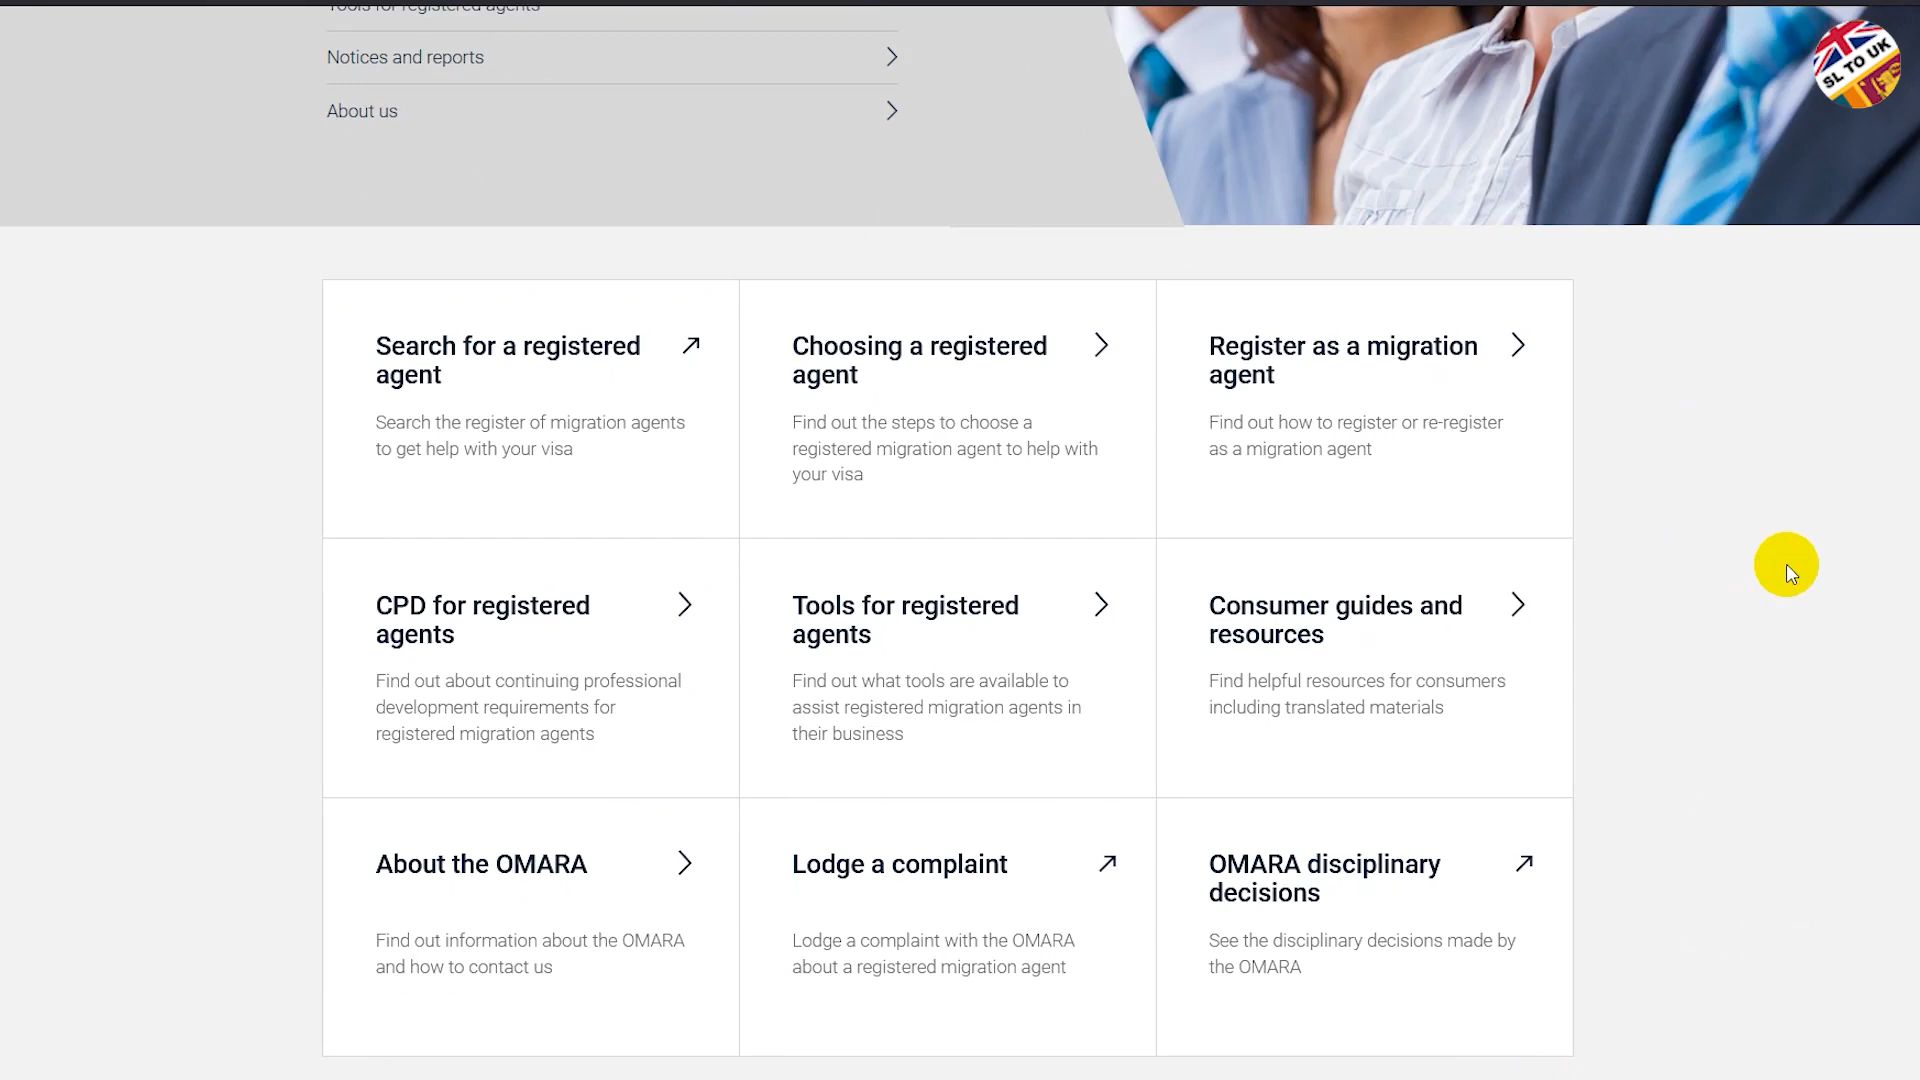 Tools for registered agents
Notices and reports
About us
SL TO UK
Search for a registered
agent
Search the register of migration agents
to get help with your visa
Choosing a registered
agent
Find out the steps to choose a
registered migration agent to help with
your visa
Register as a migration
agent
Find out how to register or re-register
as a migration agent
CPD for registered
agents
Find out about continuing professional
development requirements for
registered migration agents
Tools for registered
agents
Find out what tools are available to
assist registered migration agents in
their business
Consumer guides and
resources
Find helpful resources for consumers
including translated materials
About the OMARA
Find out information about the OMARA
and how to contact us
Lodge a complaint
Lodge a complaint with the OMARA
about a registered migration agent
OMARA disciplinary
decisions
See the disciplinary decisions made by
the OMARA